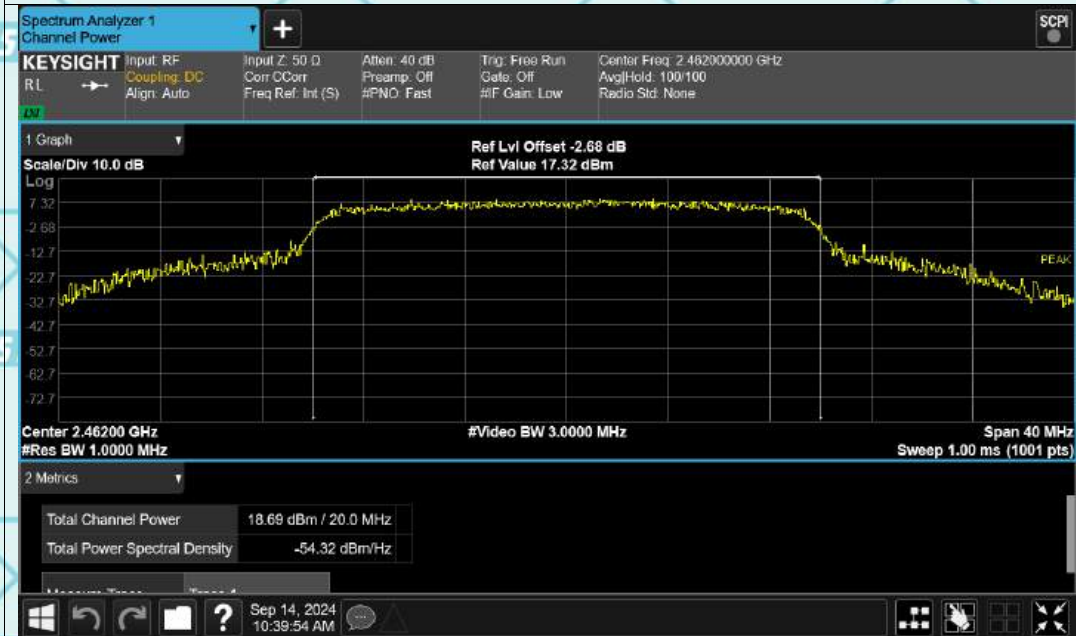 Spectrum Analyzer 1
Channel Power
+
SCPI
KEYSIGHT
RL
LXI
Input: RF
Coupling: DC
Align: Auto
Input Z: 50 Ω
Corr CCorr
Freq Ref: Int (S)
Atten: 40 dB
Preamp: Off
#PNO: Fast
Trig: Free Run
Gate: Off
#IF Gain: Low
Center Freq: 2.462000000 GHz
Avg|Hold: 100/100
Radio Std: None
1 Graph
Scale/Div 10.0 dB
Ref Lvl Offset -2.68 dB
Ref Value 17.32 dBm
Log
7.32
-2.68
-12.7
-22.7
-32.7
-42.7
-52.7
-62.7
-72.7
PEAK
Center 2.46200 GHz
#Res BW 1.0000 MHz
#Video BW 3.0000 MHz
Span 40 MHz
Sweep 1.00 ms (1001 pts)
2 Metrics
Total Channel Power 18.69 dBm / 20.0 MHz
Total Power Spectral Density -54.32 dBm/Hz
?
Sep 14, 2024
10:39:54 AM